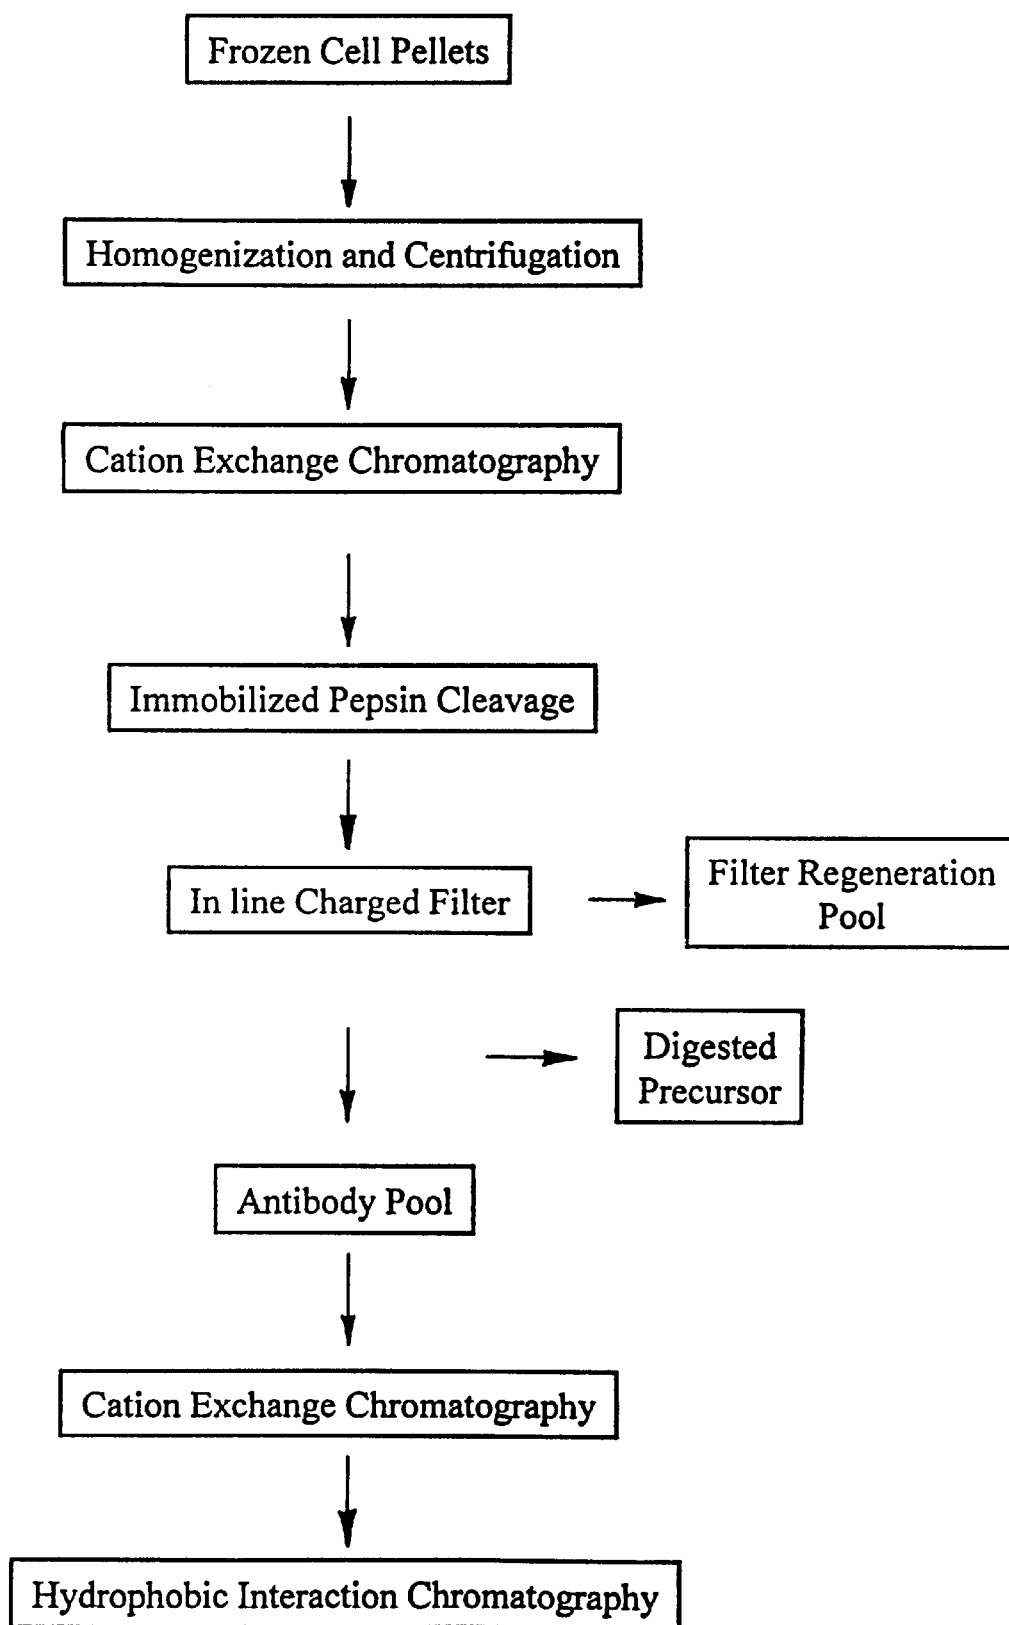 Frozen Cell Pellets
Homogenization and Centrifugation
Cation Exchange Chromatography
Immobilized Pepsin Cleavage
In line Charged Filter
Filter Regeneration
Pool
Digested
Precursor
Antibody Pool
Cation Exchange Chromatography
Hydrophobic Interaction Chromatography